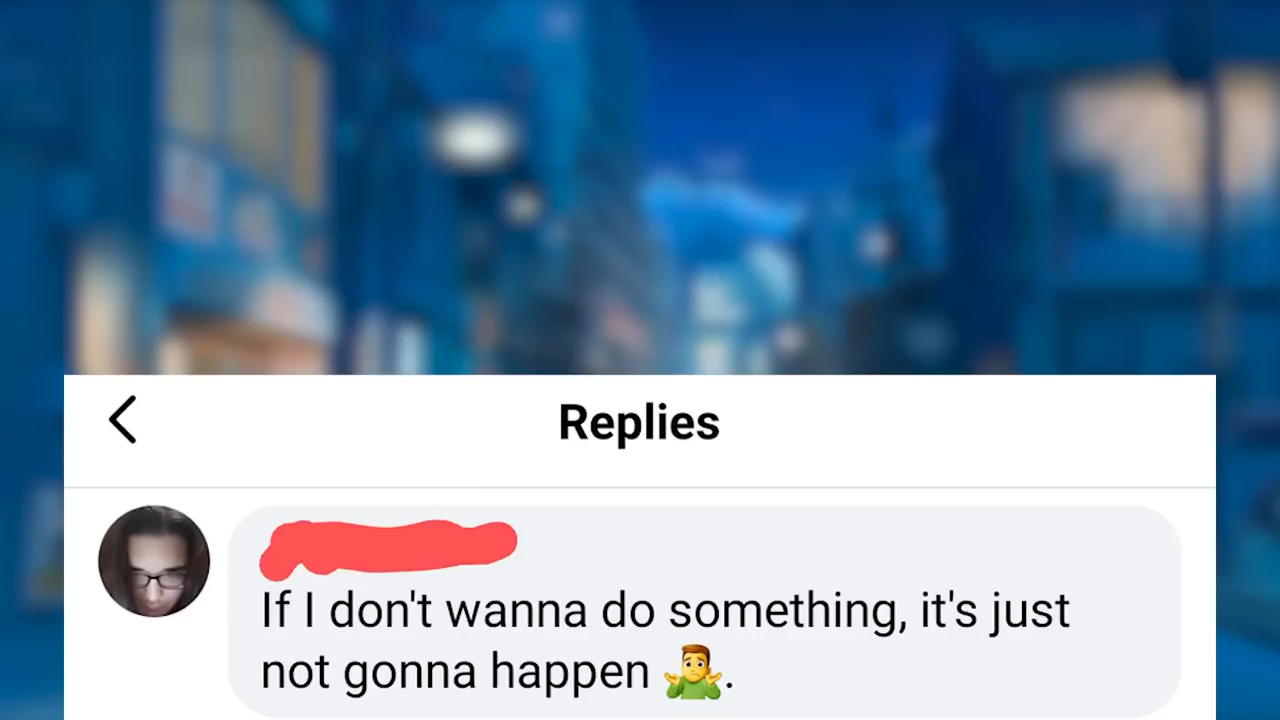 Replies
If I don't wanna do something, it's just
not gonna happen 🤷‍♂️.